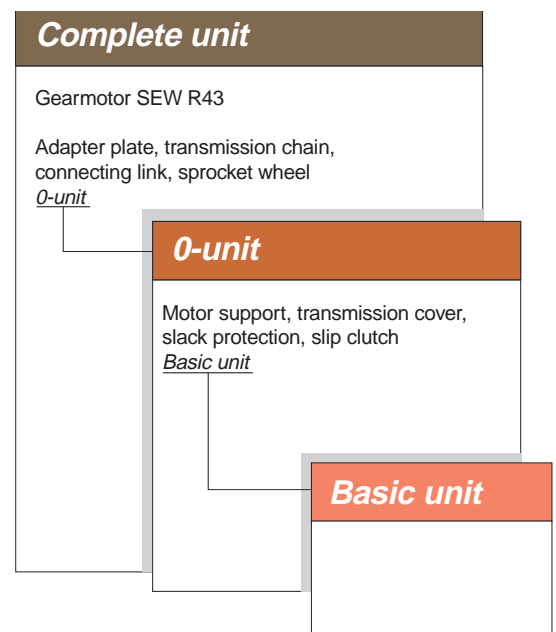 Complete unit
Gearmotor SEW R43
Adapter plate, transmission chain,
connecting link, sprocket wheel
0-unit
0-unit
Motor support, transmission cover,
slack protection, slip clutch
Basic unit
Basic unit